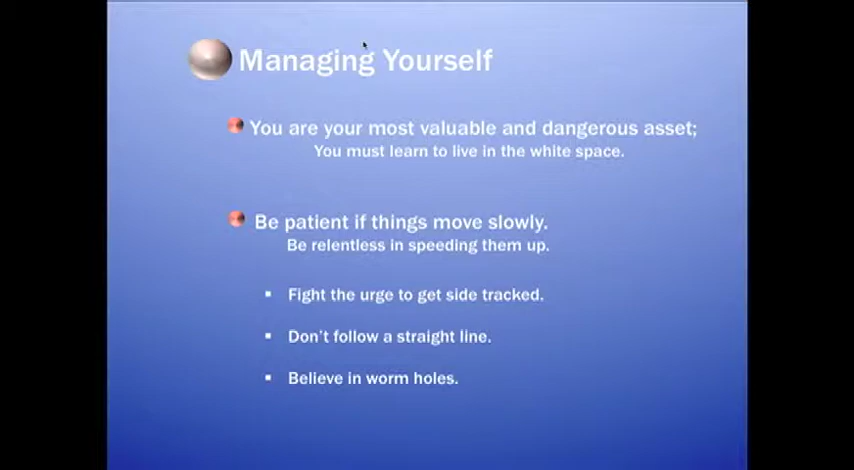 Managing Yourself
You are your most valuable and dangerous asset;
You must learn to live in the white space.
Be patient if things move slowly.
Be relentless in speeding them up.
Fight the urge to get side tracked.
Don't follow a straight line.
Believe in worm holes.